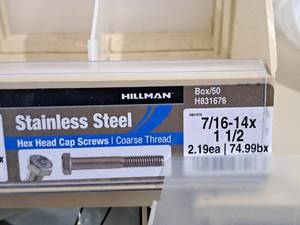 HILLMAN
Box/50
H831676
Stainless Steel
Hex Head Cap Screws | Coarse Thread
H831676
7/16-14x
1 1/2
2.19ea | 74.99bx